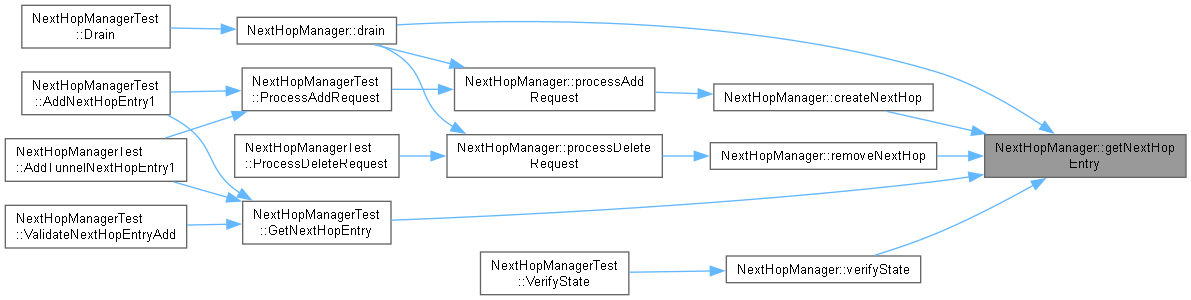 NextHopManagerTest
::Drain
NextHopManager::drain
NextHopManagerTest
::AddNextHopEntry1
NextHopManagerTest
::ProcessAddRequest
NextHopManager::processAdd
Request
NextHopManager::createNextHop
NextHopManagerTest
::AddTunnelNextHopEntry1
NextHopManagerTest
::ProcessDeleteRequest
NextHopManager::processDelete
Request
NextHopManager::removeNextHop
NextHopManager::getNextHop
Entry
NextHopManagerTest
::ValidateNextHopEntryAdd
NextHopManagerTest
::GetNextHopEntry
NextHopManagerTest
::VerifyState
NextHopManager::verifyState